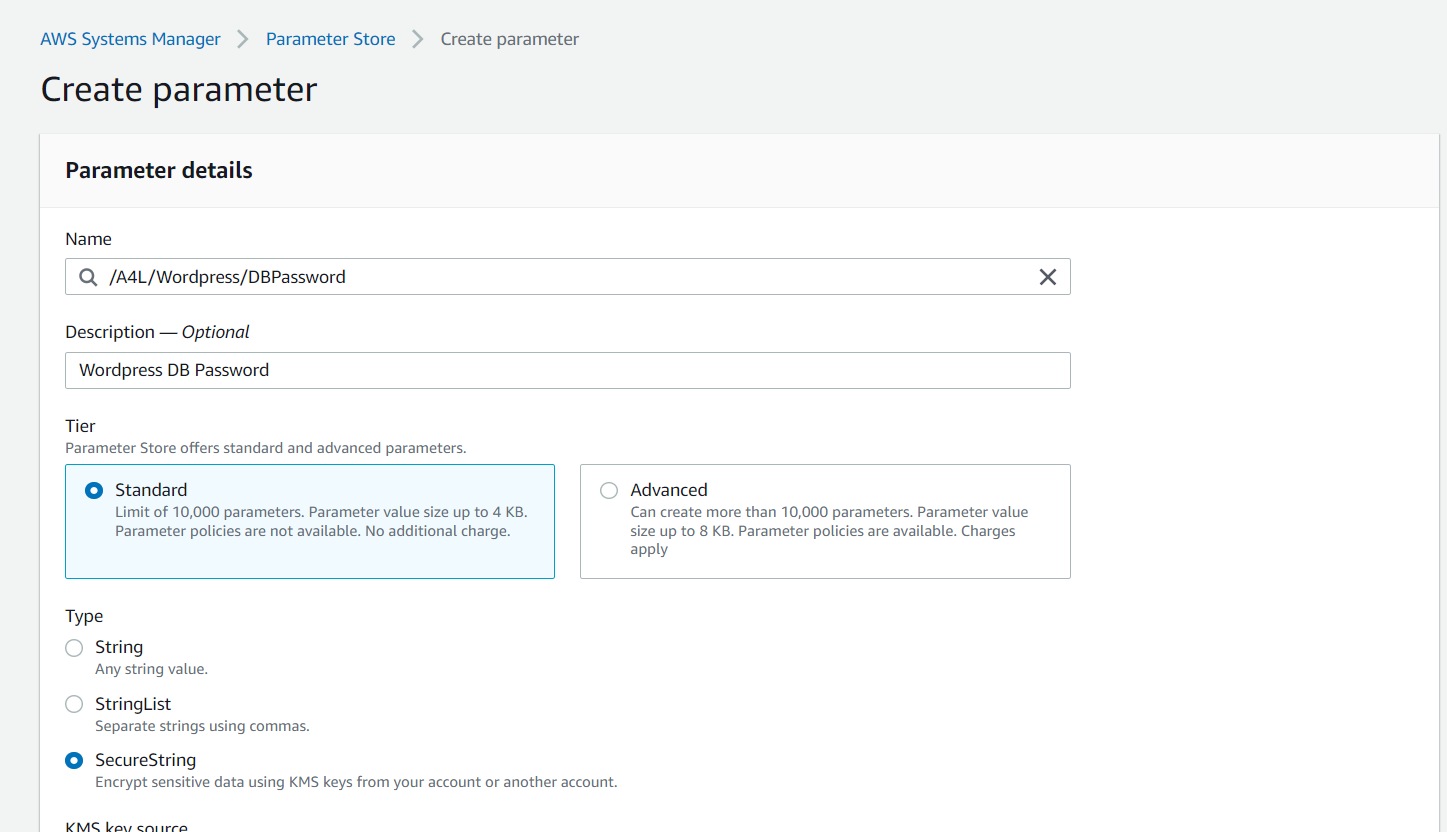 AWS Systems Manager > Parameter Store > Create parameter
Create parameter
Parameter details
Name
/A4L/Wordpress/DBPassword
Description — Optional
Wordpress DB Password
Tier
Parameter Store offers standard and advanced parameters.
Standard
Limit of 10,000 parameters. Parameter value size up to 4 KB.
Parameter policies are not available. No additional charge.
Advanced
Can create more than 10,000 parameters. Parameter value
size up to 8 KB. Parameter policies are available. Charges
apply
Type
String
Any string value.
StringList
Separate strings using commas.
SecureString
Encrypt sensitive data using KMS keys from your account or another account.
KMS key source